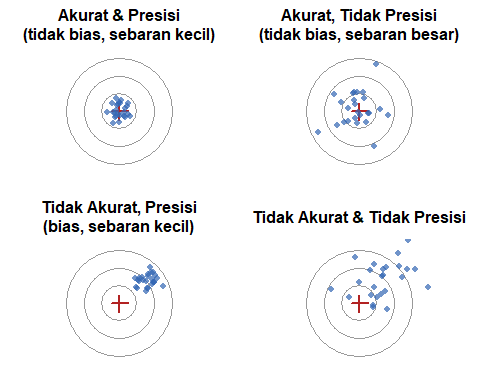 Akurat & Presisi
(tidak bias, sebaran kecil)
Akurat, Tidak Presisi
(tidak bias, sebaran besar)
Tidak Akurat, Presisi
(bias, sebaran kecil)
Tidak Akurat & Tidak Presisi